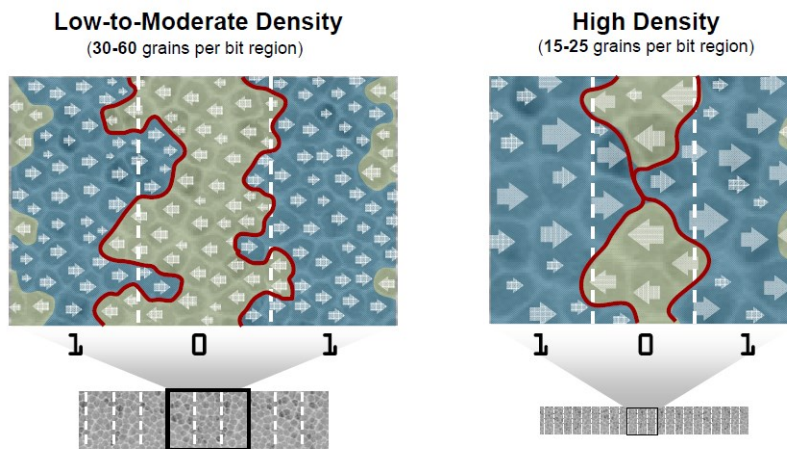 Low-to-Moderate Density
(30-60 grains per bit region)
High Density
(15-25 grains per bit region)
1 0 1
1 0 1